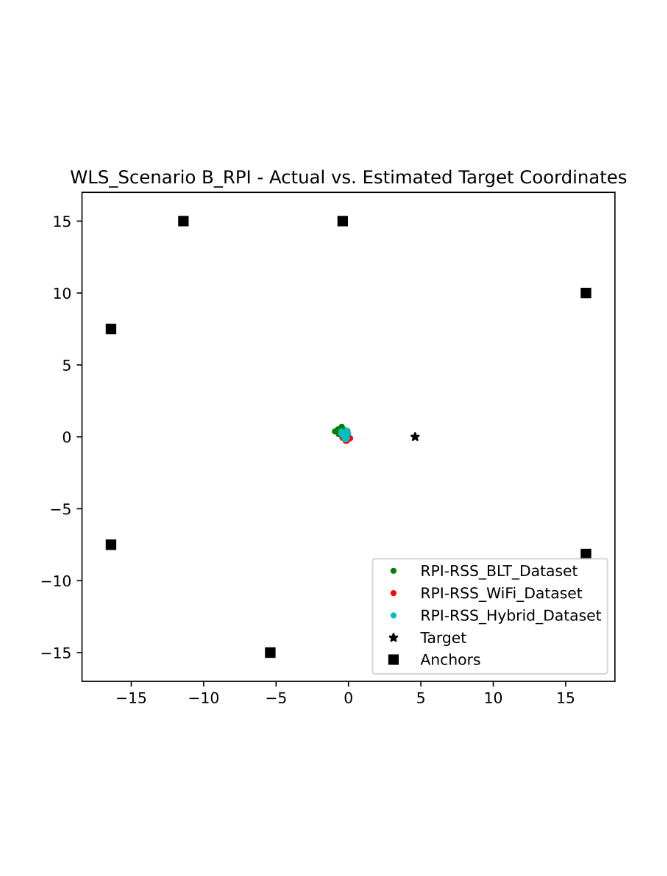 WLS_Scenario B_RPI - Actual vs. Estimated Target Coordinates
15
10
5
0
−5
−10
−15
RPI-RSS_BLT_Dataset
RPI-RSS_WiFi_Dataset
RPI-RSS_Hybrid_Dataset
Target
Anchors
−15 −10 −5 0 5 10 15